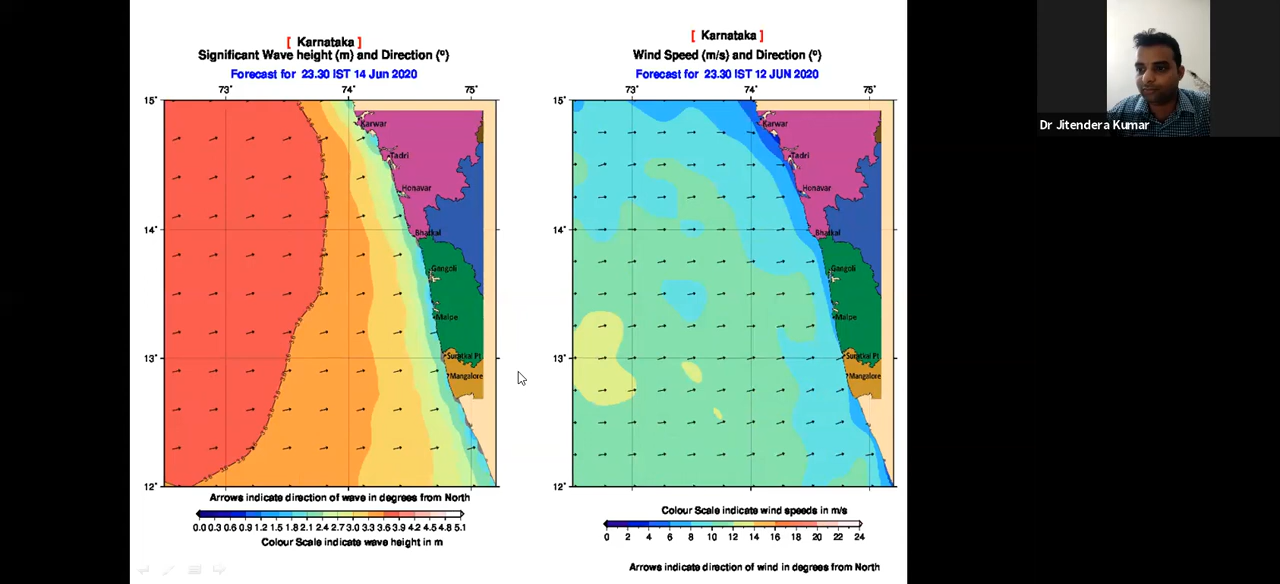 [ Karnataka ]
Significant Wave height (m) and Direction (º)
Forecast for 23.30 IST 14 Jun 2020
73˚ 74˚ 75˚
15˚
14˚
13˚
12˚
Karwar
Tadri
Honavar
Bhatkal
Gangoli
Malpe
Suratkal Pt
Mangalore
Arrows indicate direction of wave in degrees from North
0.0 0.3 0.6 0.9 1.2 1.5 1.8 2.1 2.4 2.7 3.0 3.3 3.6 3.9 4.2 4.5 4.8 5.1
Colour Scale indicate wave height in m
[ Karnataka ]
Wind Speed (m/s) and Direction (º)
Forecast for 23.30 IST 12 JUN 2020
73˚ 74˚ 75˚
15˚
14˚
13˚
12˚
Karwar
Tadri
Honavar
Bhatkal
Gangoli
Malpe
Suratkal Pt
Mangalore
Colour Scale indicate wind speeds in m/s
0 2 4 6 8 10 12 14 16 18 20 22 24
Arrows indicate direction of wind in degrees from North
Dr Jitendera Kumar